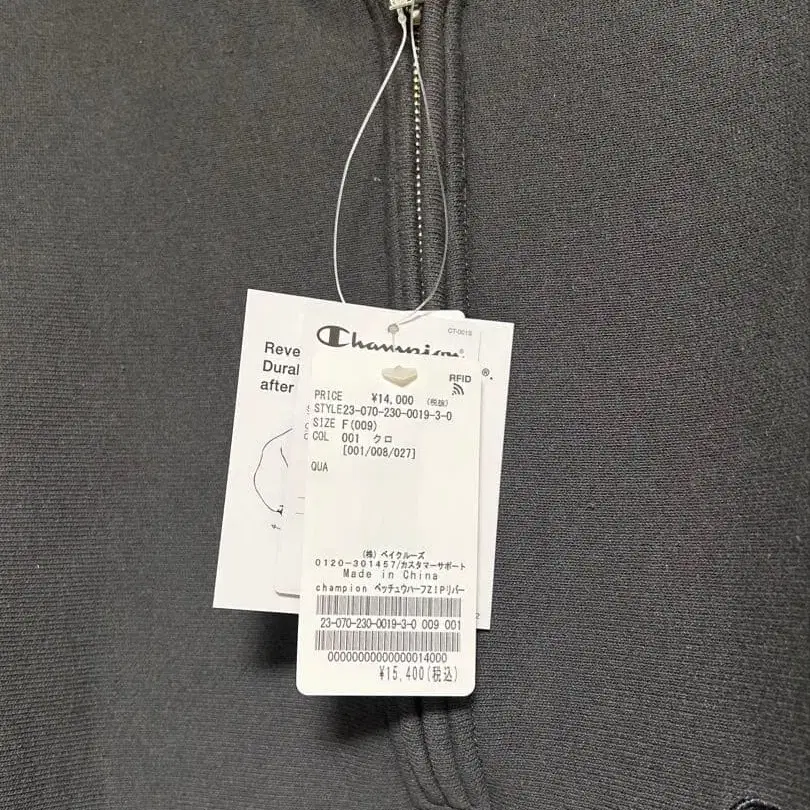 Champion
CT-001S
Reve
Dural
after
®.
RFID
PRICE ¥14,000 (税抜)
STYLE23-070-230-0019-3-0
SIZE F(009)
COL 001 クロ
[001/008/027]
QUA
(株) ベイクルーズ
0120-301457/カスタマーサポート
Made in China
champion ベッチュウハーフZIPリバー
23-070-230-0019-3-0 009 001
00000000000000014000
¥15,400(税込)
2